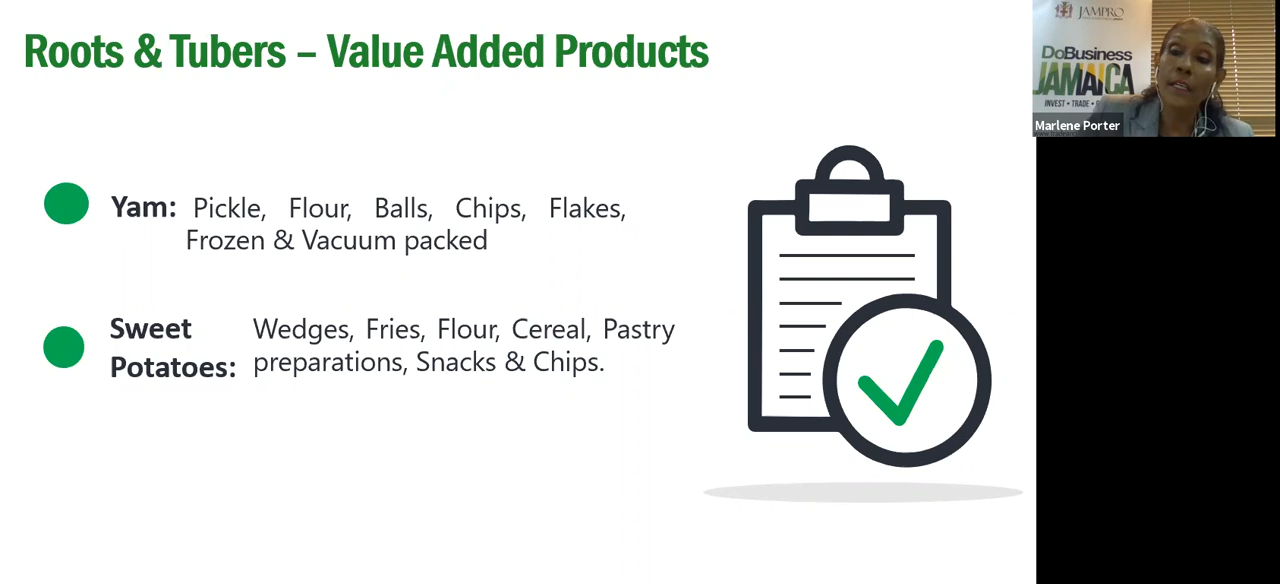 Roots & Tubers – Value Added Products
Yam: Pickle, Flour, Balls, Chips, Flakes,
Frozen & Vacuum packed
Sweet Potatoes:
Wedges, Fries, Flour, Cereal, Pastry
preparations, Snacks & Chips.
JAMPRO
DoBusiness
JAMAICA
INVEST • TRADE •
Marlene Porter